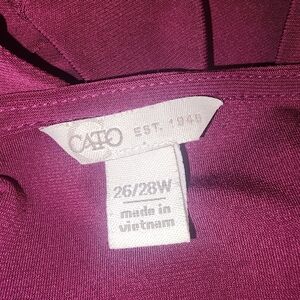 CATO EST. 1946
26/28W
made in
vietnam